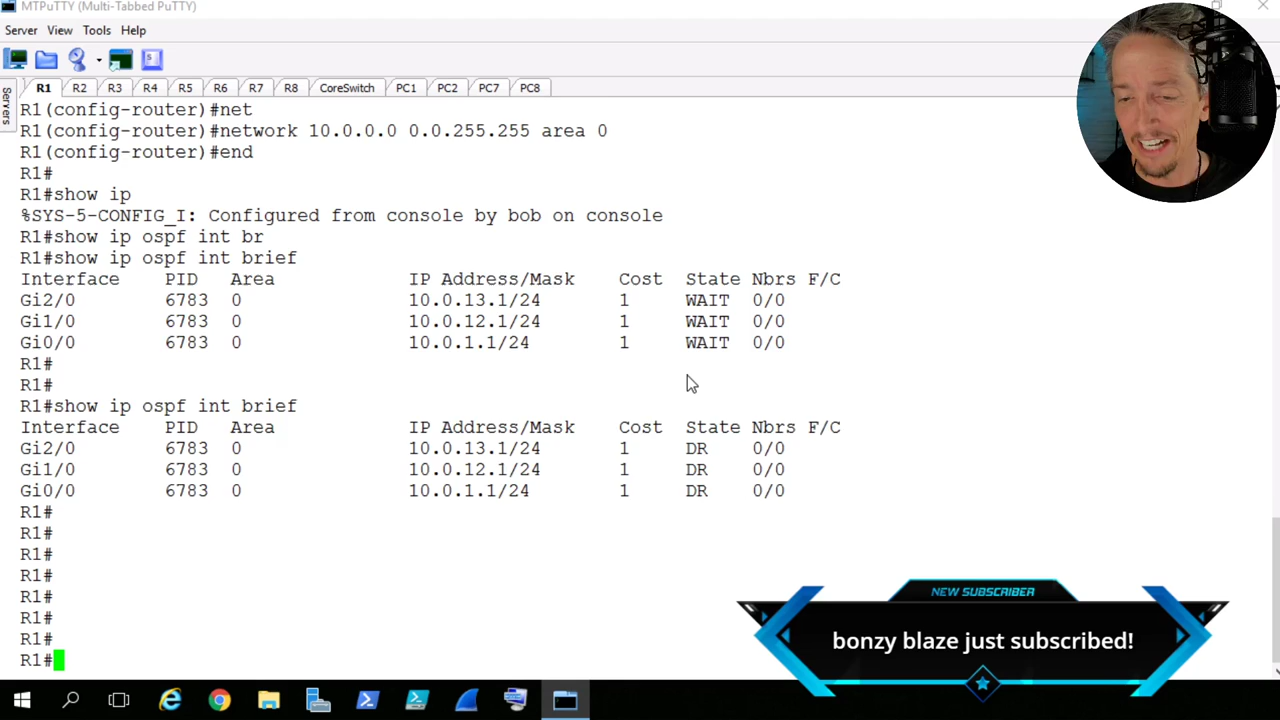 MTPuTTY (Multi-Tabbed PuTTY)
Server View Tools Help
Servers
R1 R2 R3 R4 R5 R6 R7 R8 CoreSwitch PC1 PC2 PC7 PC8
R1(config-router)#net
R1(config-router)#network 10.0.0.0 0.0.255.255 area 0
R1(config-router)#end
R1#
R1#show ip
%SYS-5-CONFIG_I: Configured from console by bob on console
R1#show ip ospf int br
R1#show ip ospf int brief
Interface PID Area IP Address/Mask Cost State Nbrs F/C
Gi2/0 6783 0 10.0.13.1/24 1 WAIT 0/0
Gi1/0 6783 0 10.0.12.1/24 1 WAIT 0/0
Gi0/0 6783 0 10.0.1.1/24 1 WAIT 0/0
R1#
R1#
R1#show ip ospf int brief
Interface PID Area IP Address/Mask Cost State Nbrs F/C
Gi2/0 6783 0 10.0.13.1/24 1 DR 0/0
Gi1/0 6783 0 10.0.12.1/24 1 DR 0/0
Gi0/0 6783 0 10.0.1.1/24 1 DR 0/0
R1#
R1#
R1#
R1#
R1#
R1#
R1#
R1#
NEW SUBSCRIBER
bonzy blaze just subscribed!